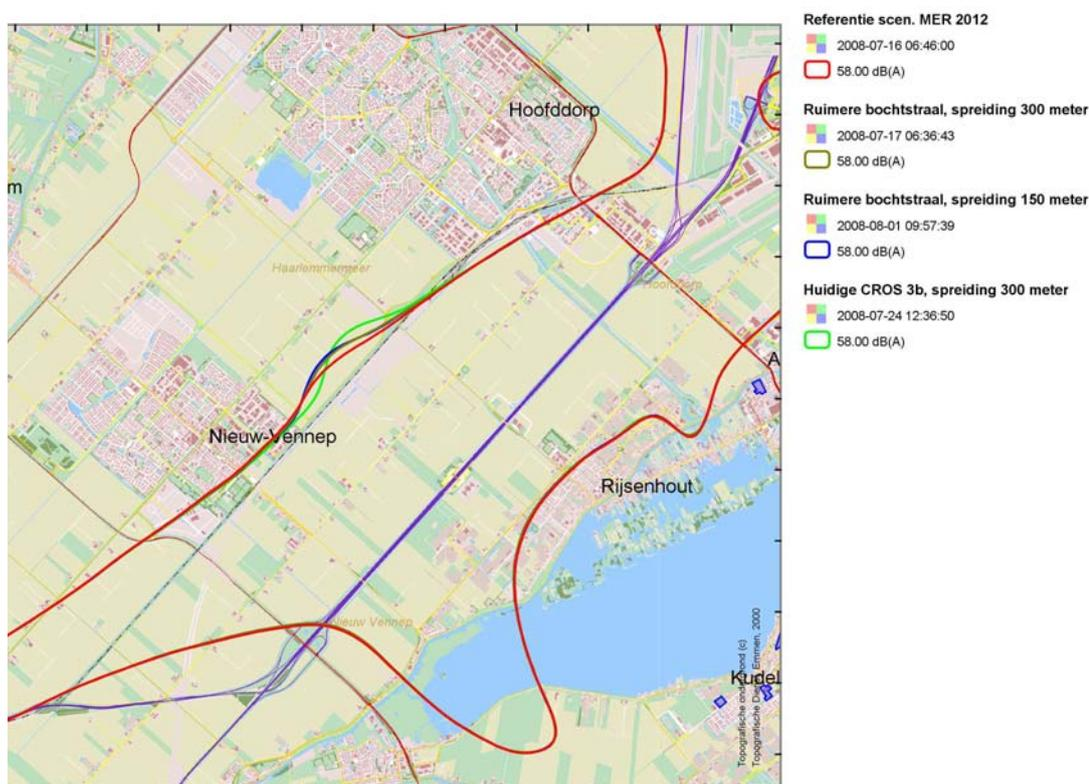 Referentie scen. MER 2012
2008-07-16 06:46:00
58.00 dB(A)
Ruimere bochtstraal, spreiding 300 meter
2008-07-17 06:36:43
58.00 dB(A)
Ruimere bochtstraal, spreiding 150 meter
2008-08-01 09:57:39
58.00 dB(A)
Huidige CROS 3b, spreiding 300 meter
2008-07-24 12:36:50
58.00 dB(A)
Hoofddorp
m
Haarlemmermeer
Hoofddorp
A
Nieuw-Vennep
Rijsenhout
Nieuw Vennep
Kudel
Topografische ondergrond (c)
Topografische Dienst Emmen, 2000